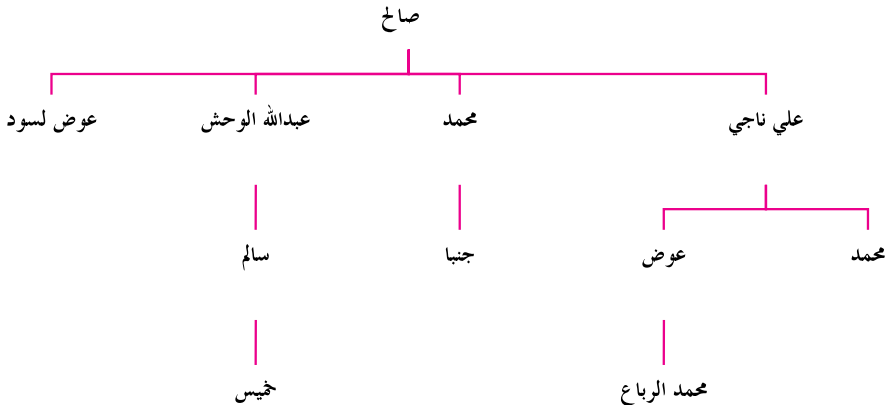 صالح
علي ناجي
محمد
عبدالله الوحش
عوض لسود
محمد
عوض
جنبا
سالم
محمد الرباع
خميس